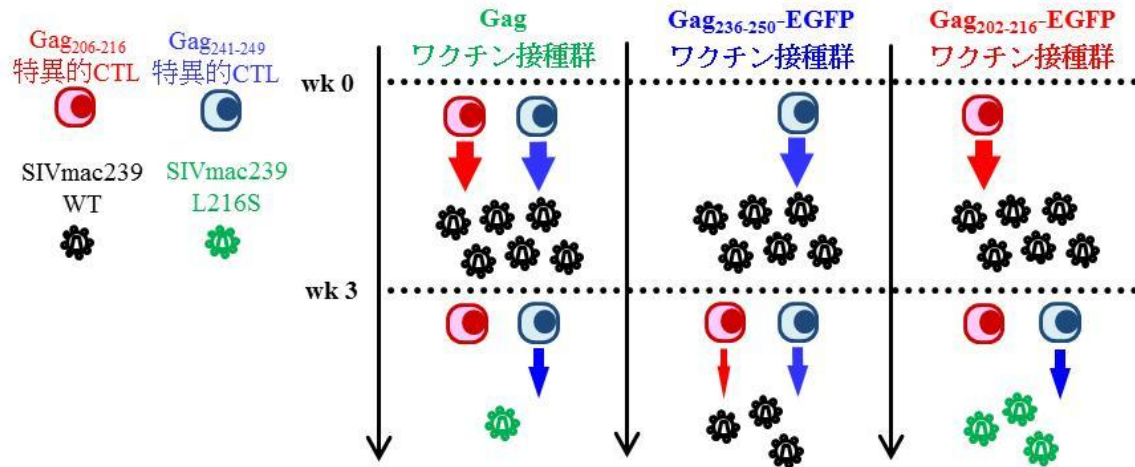 Gag206-216
特異的CTL
Gag241-249
特異的CTL
SIVmac239
WT
SIVmac239
L216S
Gag
ワクチン接種群
Gag236-250-EGFP
ワクチン接種群
Gag202-216-EGFP
ワクチン接種群
wk 0
wk 3